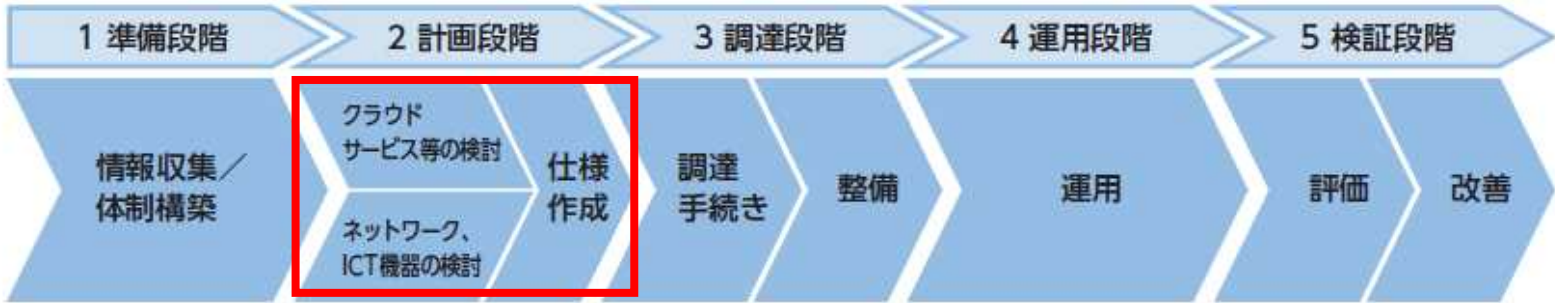 1 準備段階
2 計画段階
3 調達段階
4 運用段階
5 検証段階
情報収集／
体制構築
クラウド
サービス等の検討
ネットワーク、
ICT機器の検討
仕様
作成
調達
手続き
整備
運用
評価
改善